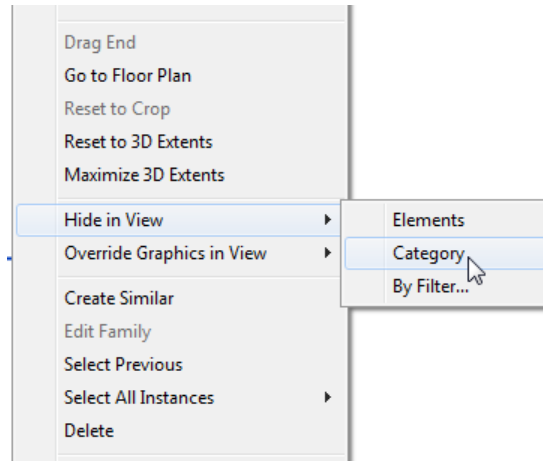 Drag End
Go to Floor Plan
Reset to Crop
Reset to 3D Extents
Maximize 3D Extents
Hide in View
Override Graphics in View
Create Similar
Edit Family
Select Previous
Select All Instances
Delete
Elements
Category
By Filter...